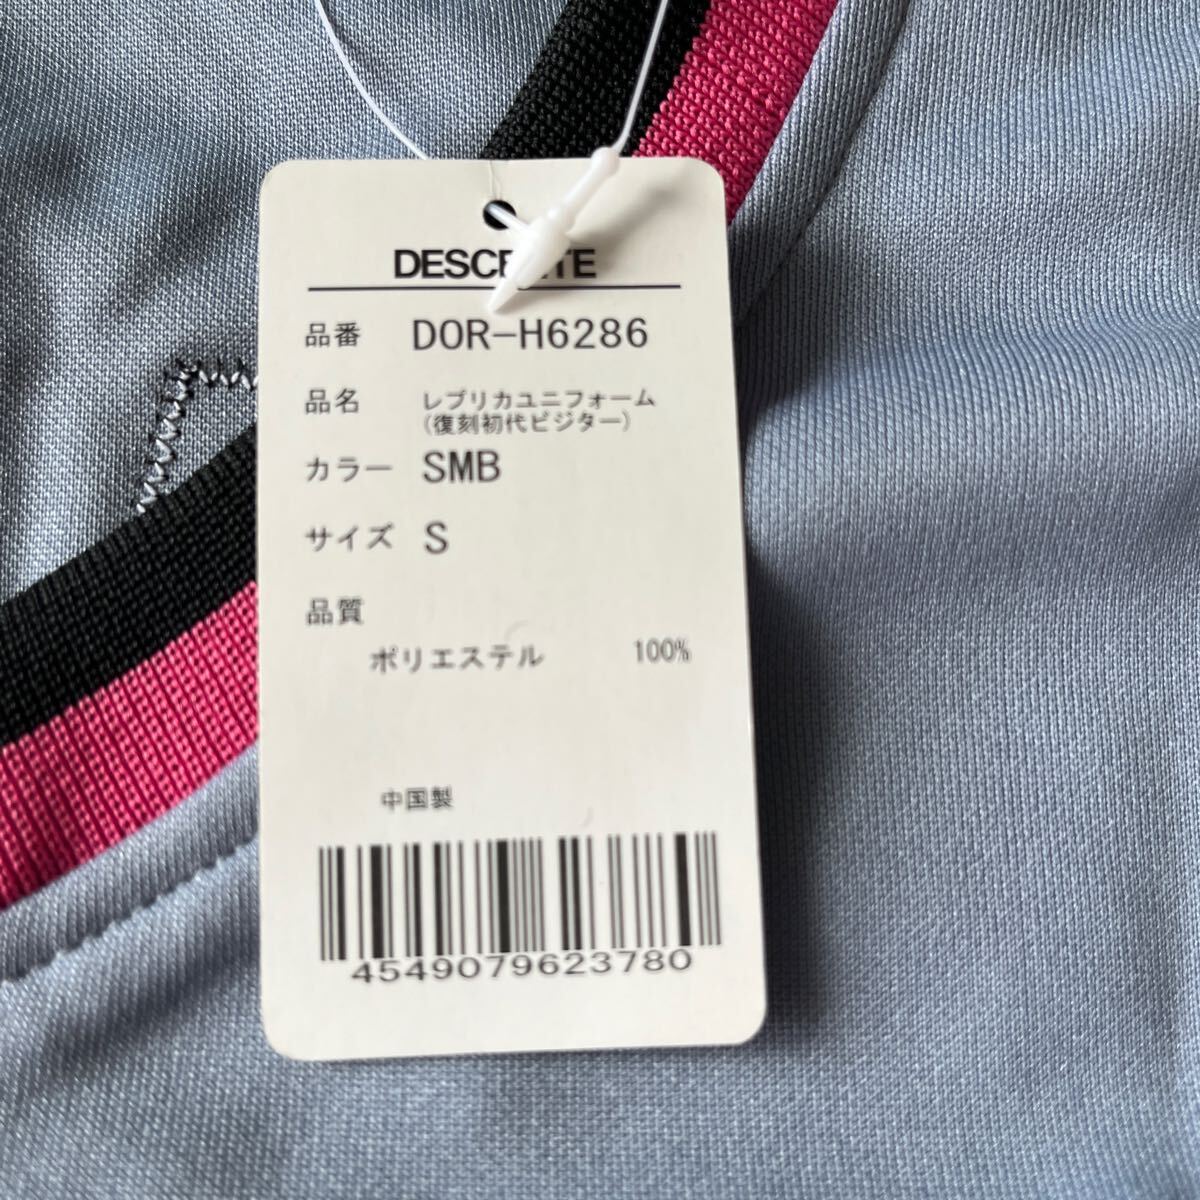 DESCENTE
品番 DOR-H6286
品名 レプリカユニフォーム
(復刻初代ビジター)
カラー SMB
サイズ S
品質
ポリエステル 100%
中国製
4549079623780